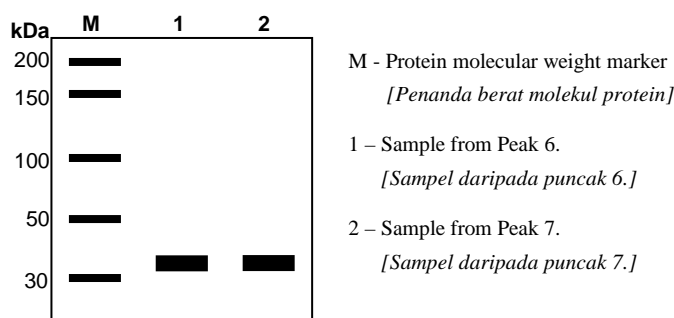 kDa M 1 2
200
150
100
50
30
M - Protein molecular weight marker
[Penanda berat molekul protein]
1 – Sample from Peak 6.
[Sampel daripada puncak 6.]
2 – Sample from Peak 7.
[Sampel daripada puncak 7.]